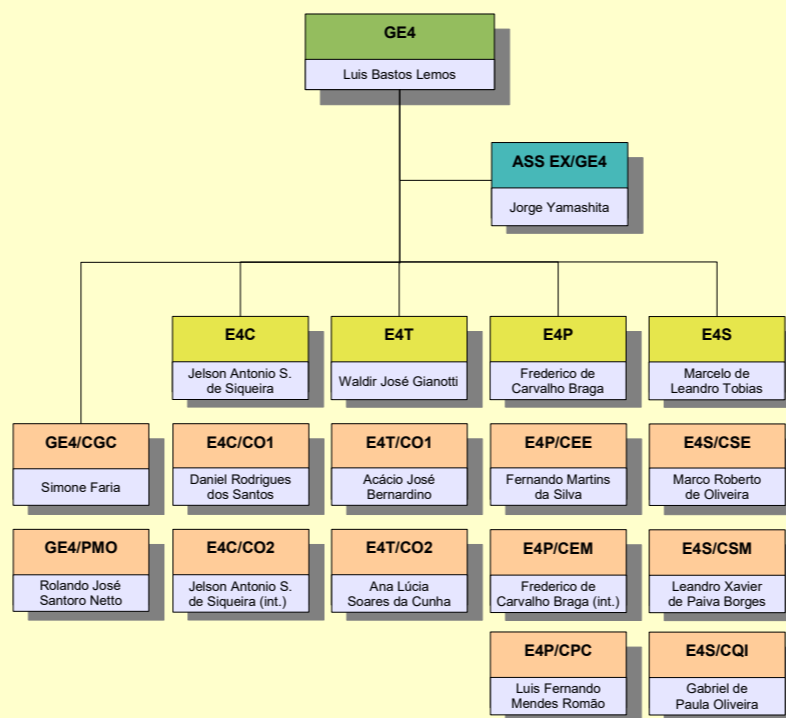 GE4
Luis Bastos Lemos
ASS EX/GE4
Jorge Yamashita
E4C
Jelson Antonio S.
de Siqueira
E4T
Waldir José Gianotti
E4P
Frederico de
Carvalho Braga
E4S
Marcelo de
Leandro Tobias
GE4/CGC
Simone Faria
E4C/CO1
Daniel Rodrigues
dos Santos
E4T/CO1
Acácio José
Bernardino
E4P/CEE
Fernando Martins
da Silva
E4S/CSE
Marco Roberto
de Oliveira
GE4/PMO
Rolando José
Santoro Netto
E4C/CO2
Jelson Antonio S.
de Siqueira (int.)
E4T/CO2
Ana Lúcia
Soares da Cunha
E4P/CEM
Frederico de
Carvalho Braga (int.)
E4S/CSM
Leandro Xavier
de Paiva Borges
E4P/CPC
Luis Fernando
Mendes Romão
E4S/CQI
Gabriel de
Paula Oliveira